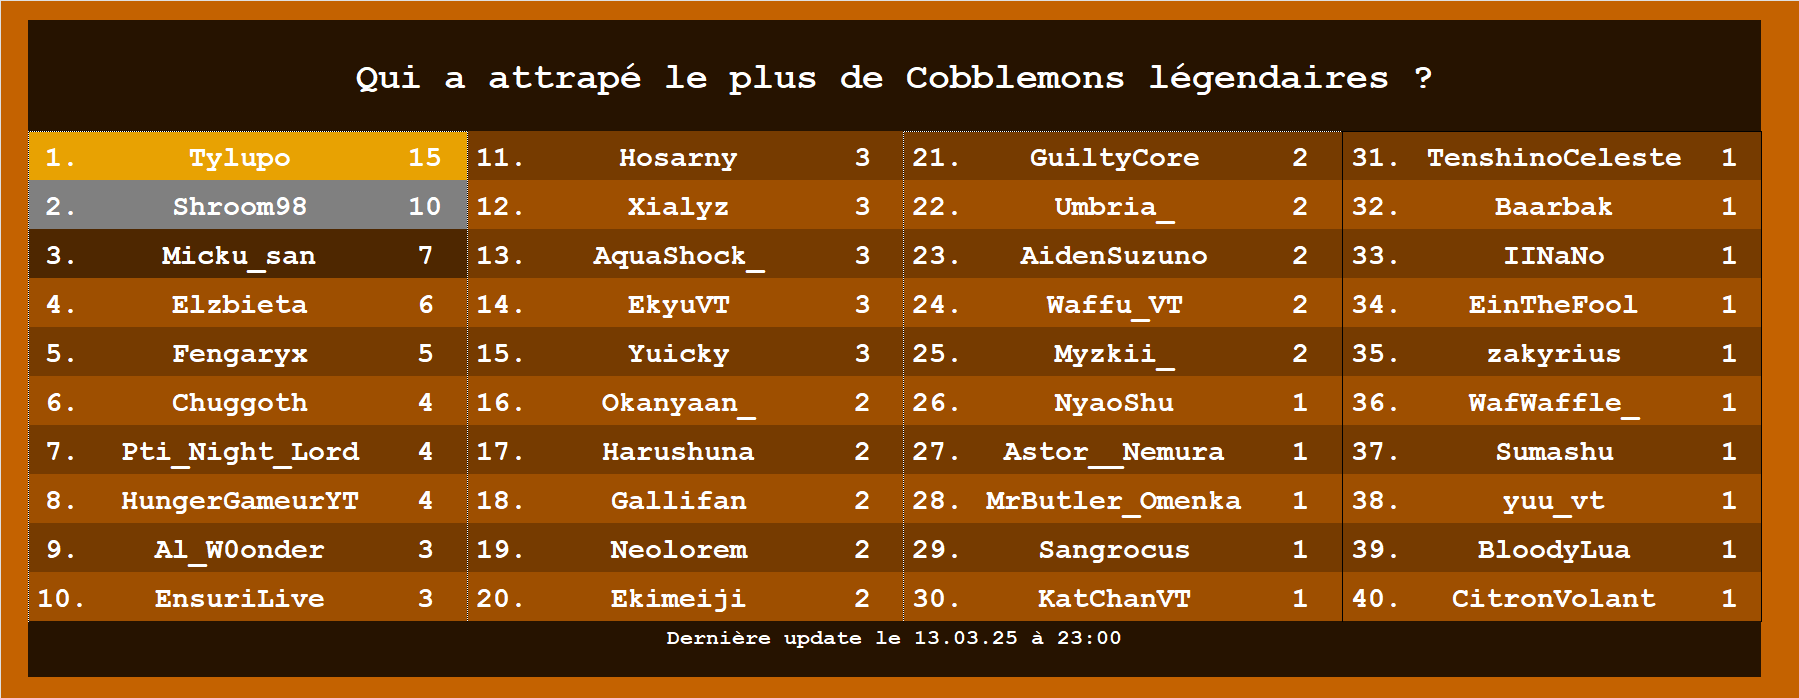 Qui a attrapé le plus de Cobblemons légendaires ?
1. Tylupo 15 11. Hosarny 3 21. GuiltyCore 2 31. TenshinoCeleste 1
2. Shroom98 10 12. Xialyz 3 22. Umbria_ 2 32. Baarbak 1
3. Micku_san 7 13. AquaShock_ 3 23. AidenSuzuno 2 33. IINaNo 1
4. Elzbieta 6 14. EkyuVT 3 24. Waffu_VT 2 34. EinTheFool 1
5. Fengaryx 5 15. Yuicky 3 25. Myzkii_ 2 35. zakyrius 1
6. Chuggoth 4 16. Okanyaan_ 2 26. NyaoShu 1 36. WafWaffle_ 1
7. Pti_Night_Lord 4 17. Harushuna 2 27. Astor__Nemura 1 37. Sumashu 1
8. HungerGameurYT 4 18. Gallifan 2 28. MrButler_Omenka 1 38. yuu_vt 1
9. Al_W0onder 3 19. Neolorem 2 29. Sangrocus 1 39. BloodyLua 1
10. EnsuriLive 3 20. Ekimeiji 2 30. KatChanVT 1 40. CitronVolant 1
Dernière update le 13.03.25 à 23:00